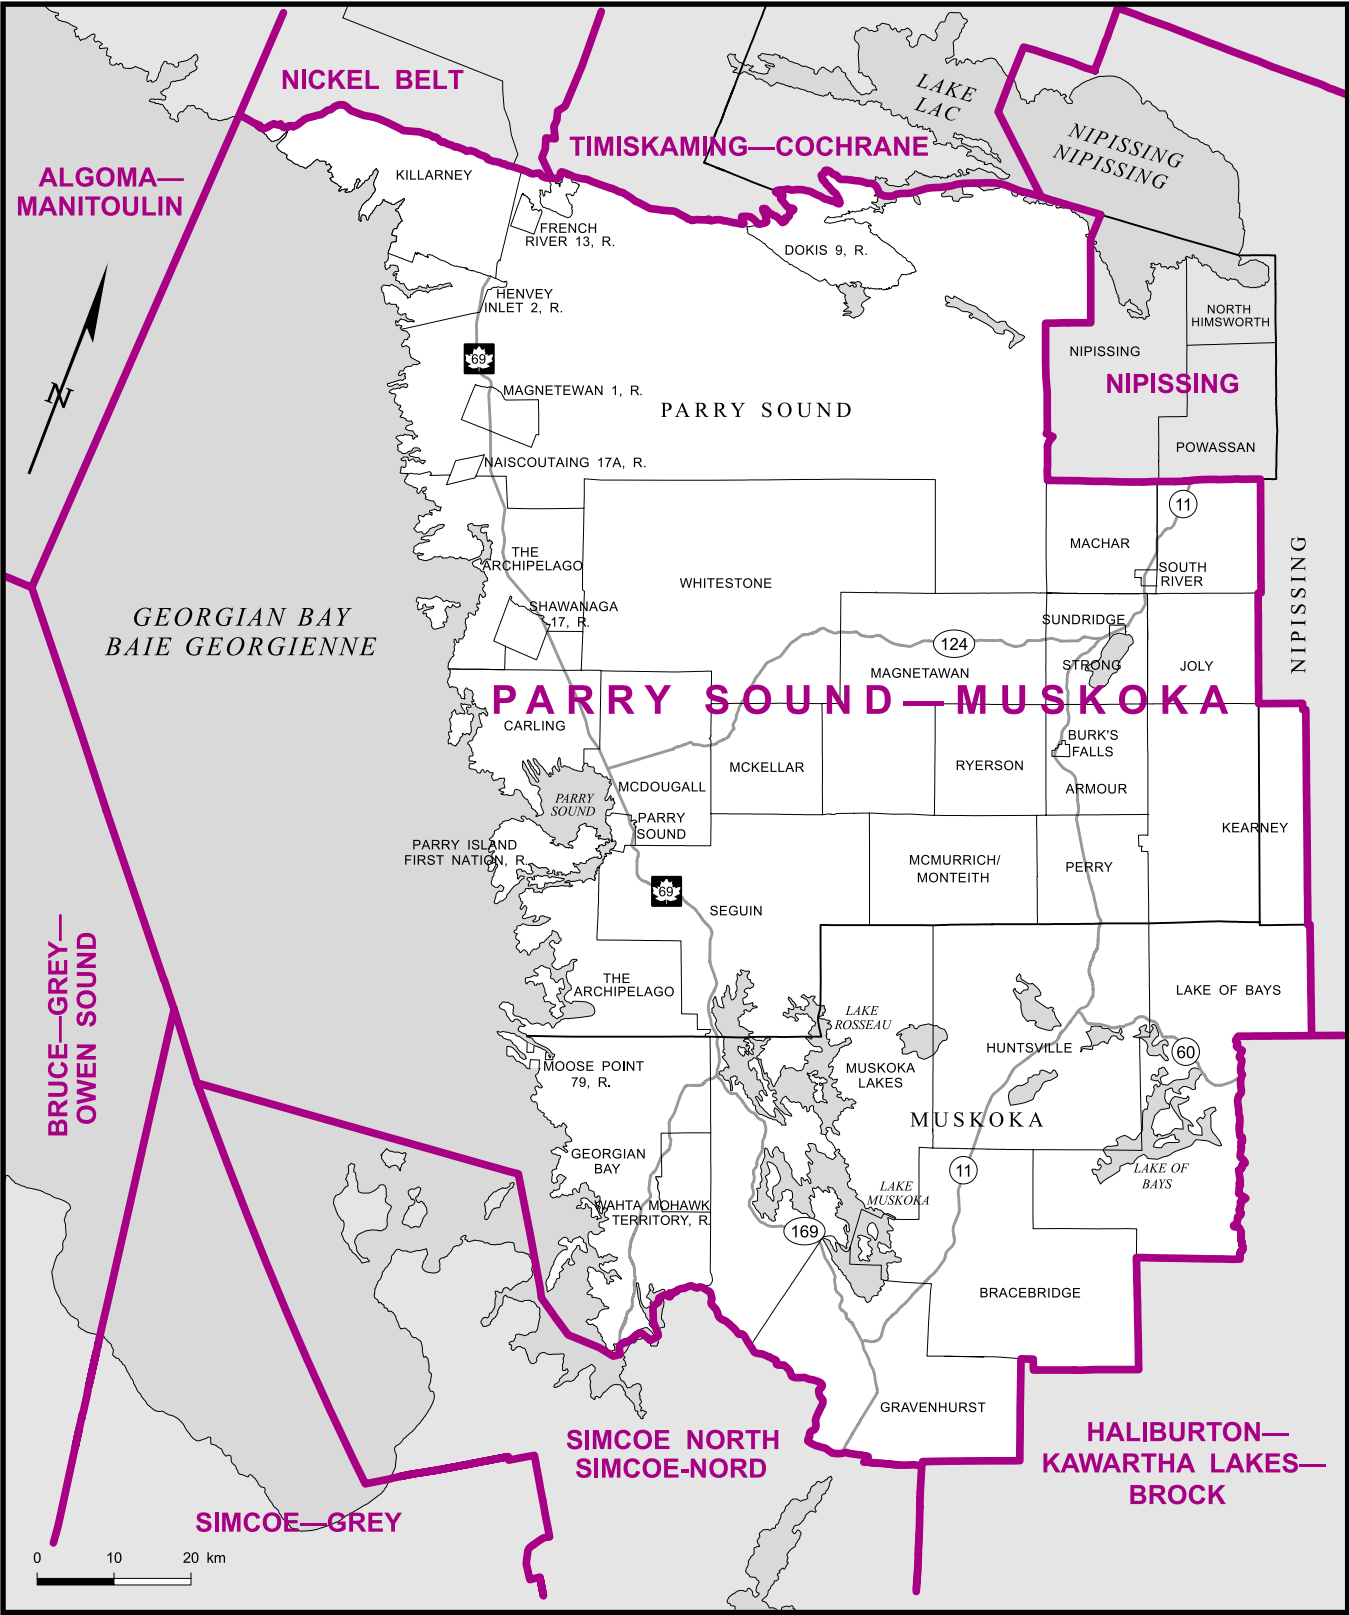 NICKEL BELT
LAKE
LAC
NIPISSING
NIPISSING
TIMISKAMING—COCHRANE
ALGOMA—
MANITOULIN
KILLARNEY
FRENCH
RIVER 13, R.
DOKIS 9, R.
HENVEY
INLET 2, R.
NORTH
HIMSWORTH
NIPISSING
NIPISSING
69
N
MAGNETEWAN 1, R.
PARRY SOUND
POWASSAN
NAISCOUTAING 17A, R.
11
MACHAR
THE
ARCHIPELAGO
SOUTH
RIVER
WHITESTONE
NIPISSING
GEORGIAN BAY
BAIE GEORGIENNE
SHAWANAGA
17, R.
SUNDRIDGE
124
STRONG
JOLY
MAGNETAWAN
PARRY SOUND—MUSKOKA
CARLING
BURK'S
FALLS
MCKELLAR
RYERSON
MCDOUGALL
ARMOUR
PARRY
SOUND
PARRY
SOUND
KEARNEY
PARRY ISLAND
FIRST NATION, R.
MCMURRICH/
MONTEITH
PERRY
69
SEGUIN
BRUCE—GREY—
OWEN SOUND
THE
ARCHIPELAGO
LAKE OF BAYS
LAKE
ROSSEAU
HUNTSVILLE
60
MOOSE POINT
79, R.
MUSKOKA
LAKES
MUSKOKA
GEORGIAN
BAY
11
LAKE OF
BAYS
LAKE
MUSKOKA
WAHTA MOHAWK
TERRITORY, R.
169
BRACEBRIDGE
GRAVENHURST
SIMCOE NORTH
SIMCOE-NORD
HALIBURTON—
KAWARTHA LAKES—
BROCK
SIMCOE—GREY
0 10 20 km